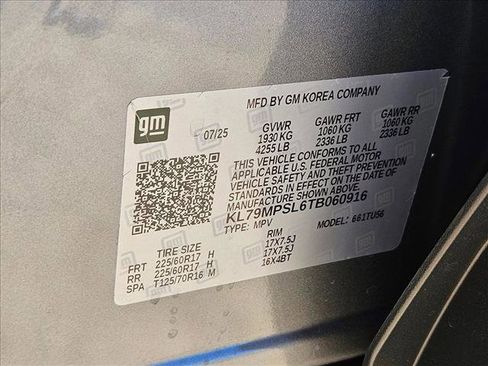 gm
MFD BY GM KOREA COMPANY
07/25
GVWR GAWR FRT GAWR RR
1930 KG 1060 KG 1060 KG
4255 LB 2336 LB 2336 LB
THIS VEHICLE CONFORMS TO ALL
APPLICABLE U.S. FEDERAL MOTOR
VEHICLE SAFETY, BUMPER, AND THEFT
PREVENTION STANDARDS IN EFFECT ON THE DATE OF
MANUFACTURE SHOWN ABOVE.
KL79MPSL6TB060916
TYPE: MPV MODEL: 661TU56
TIRE SIZE RIM
FRT 225/60R17 H 17X7.5J
RR 225/60R17 H 17X7.5J
SPA T125/70R16 M 16X4BT